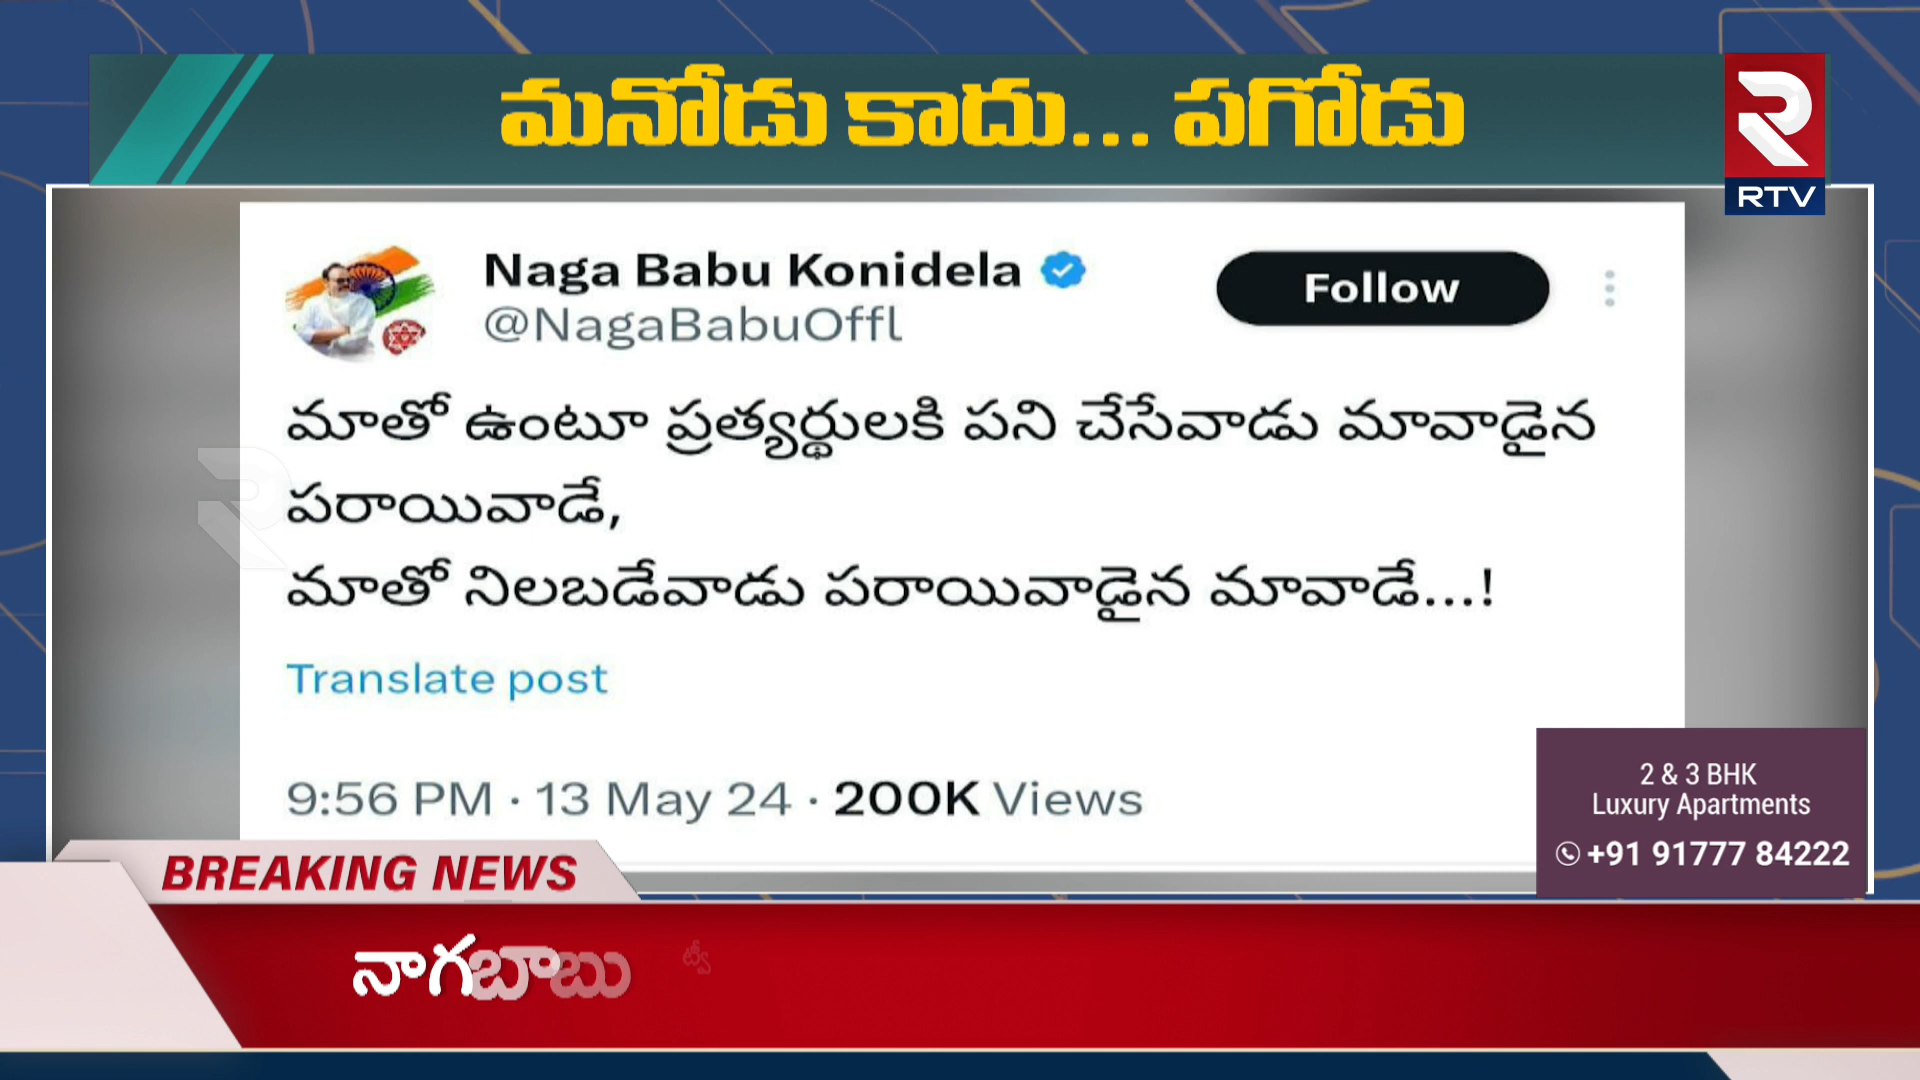 మనోడు కాదు... పగోడు
RTV
Naga Babu Konidela
@NagaBabuOffl
Follow
మాతో ఉంటూ ప్రత్యర్థులకి పని చేసేవాడు మావాడైన
పరాయివాడే,
మాతో నిలబడేవాడు పరాయివాడైన మావాడే...!
Translate post
9:56 PM · 13 May 24 · 200K Views
2 & 3 BHK
Luxury Apartments
+91 91777 84222
BREAKING NEWS
నాగబాబు